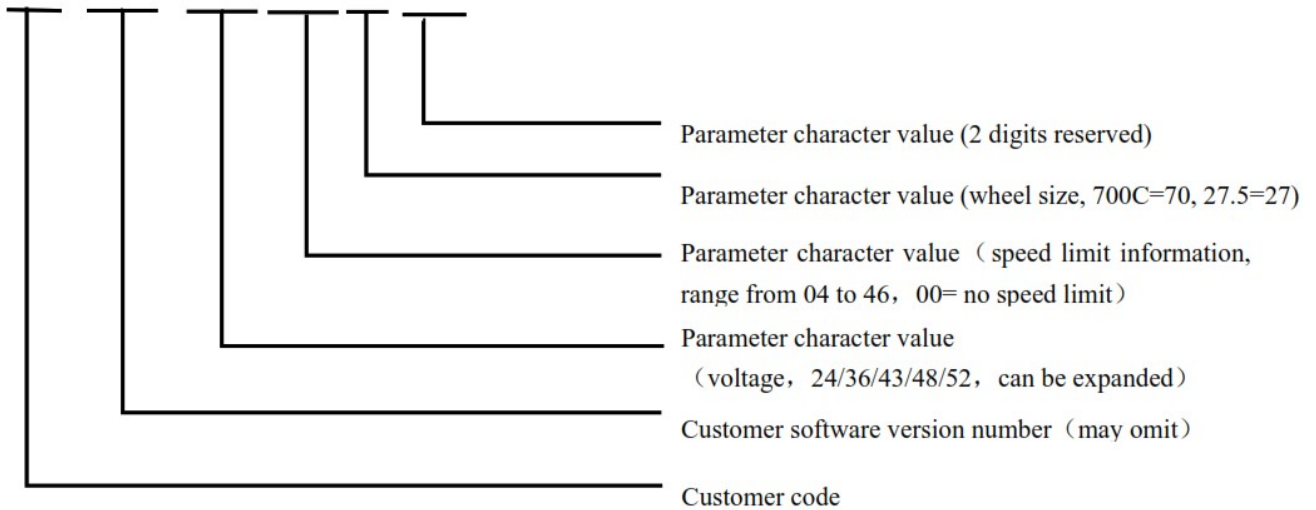 Parameter character value (2 digits reserved)
Parameter character value (wheel size, 700C=70, 27.5=27)
Parameter character value（speed limit information,
range from 04 to 46，00= no speed limit）
Parameter character value
（voltage，24/36/43/48/52，can be expanded）
Customer software version number（may omit）
Customer code